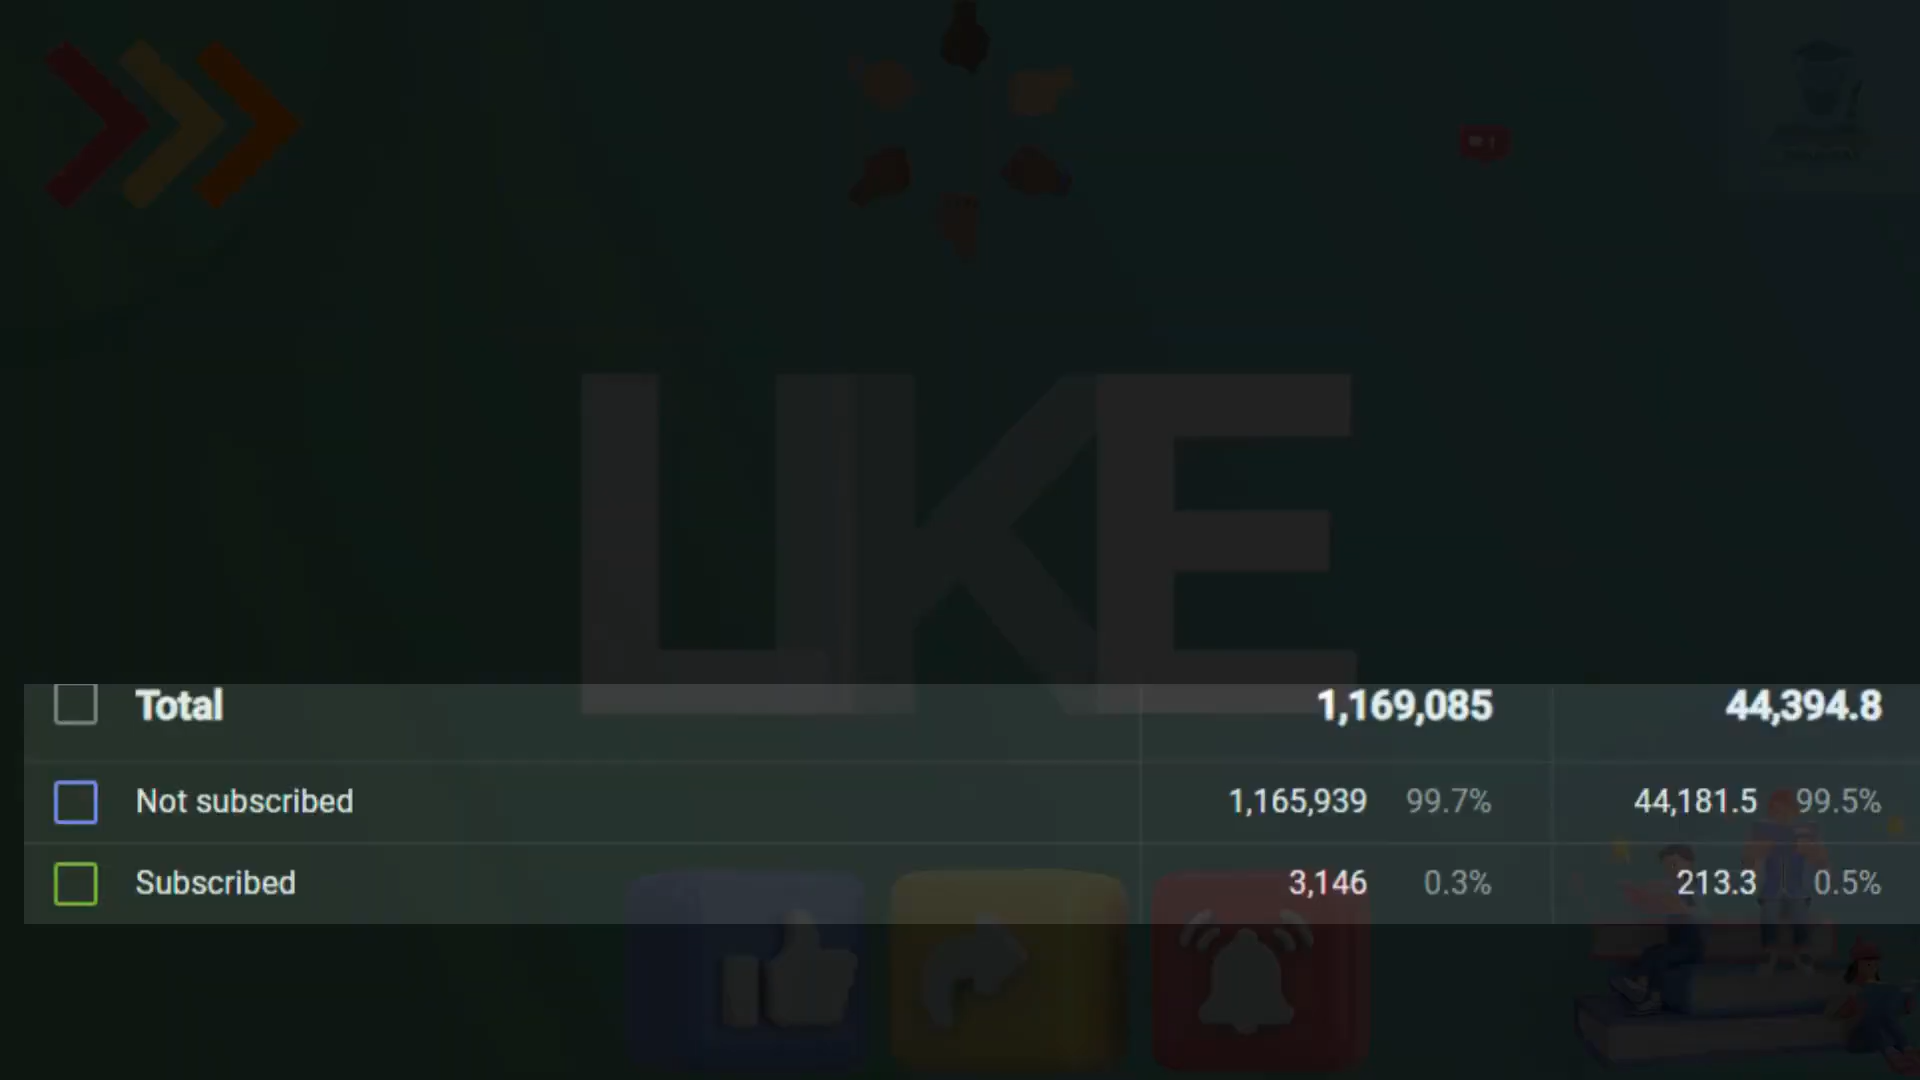 LIKE
Total 1,169,085 44,394.8
Not subscribed 1,165,939 99.7% 44,181.5 99.5%
Subscribed 3,146 0.3% 213.3 0.5%